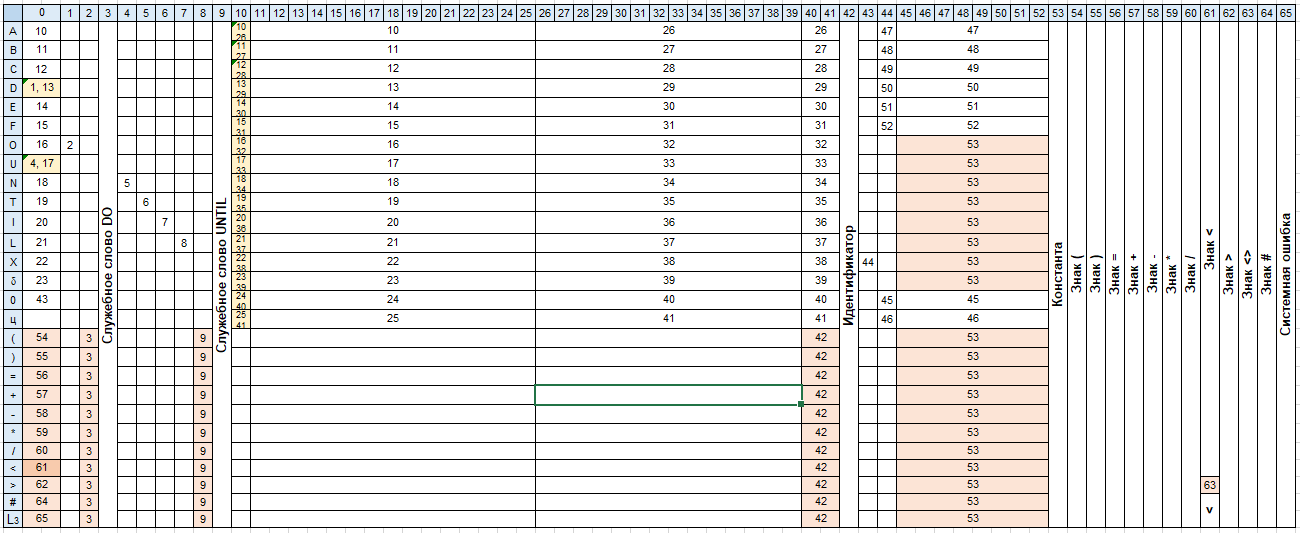 0 1 2 3 4 5 6 7 8 9 10 11 12 13 14 15 16 17 18 19 20 21 22 23 24 25 26 27 28 29 30 31 32 33 34 35 36 37 38 39 40 41 42 43 44 45 46 47 48 49 50 51 52 53 54 55 56 57 58 59 60 61 62 63 64 65
A 10 10 26 10 26 26 47 47
B 11 11 27 11 27 27 48 48
C 12 12 28 12 28 28 49 49
D 1, 13 13 29 13 29 29 50 50
E 14 14 30 14 30 30 51 51
F 15 15 31 15 31 31 52 52
O 16 2 16 32 16 32 32 53
U 4, 17 17 33 17 33 33 53
N 18 5 18 34 18 34 34 53
T 19 6 19 35 19 35 35 53
I 20 7 20 36 20 36 36 53
L 21 8 21 37 21 37 37 53
X 22 22 38 22 38 38 44 53
δ 23 23 39 23 39 39 53
0 43 24 40 24 40 40 45 45
ц 25 41 25 41 41 46 46
( 54 3 9 42 53
) 55 3 9 42 53
= 56 3 9 42 53
+ 57 3 9 42 53
- 58 3 9 42 53
* 59 3 9 42 53
/ 60 3 9 42 53
< 61 3 9 42 53
> 62 3 9 42 53 63
# 64 3 9 42 53
Lз 65 3 9 42 53 <
Служебное слово DO
Служебное слово UNTIL
Идентификатор
Константа
Знак (
Знак )
Знак =
Знак +
Знак -
Знак *
Знак /
Знак <
Знак >
Знак <>
Знак #
Системная ошибка